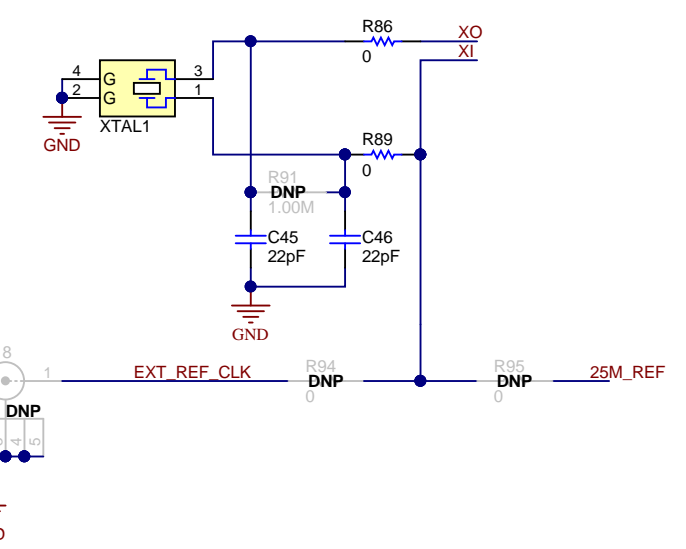 R86
XO
0
XI
4
G
3
2
G
1
XTAL1
GND
R89
0
R91
DNP
1.00M
C45
22pF
C46
22pF
GND
8
1
EXT_REF_CLK
R94
DNP
0
R95
DNP
0
25M_REF
DNP
4
5